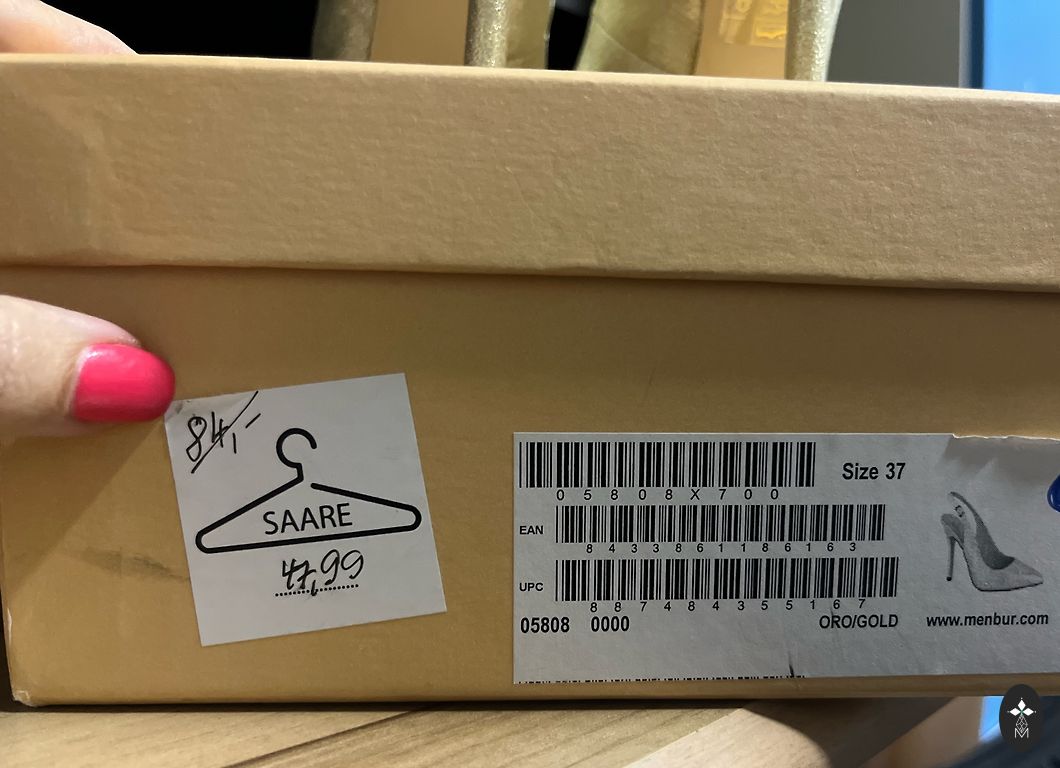 84,-
SAARE
47,99
05808X700
Size 37
EAN
8433861186163
UPC
887484355167
05808 0000
ORO/GOLD
www.menbur.com
M